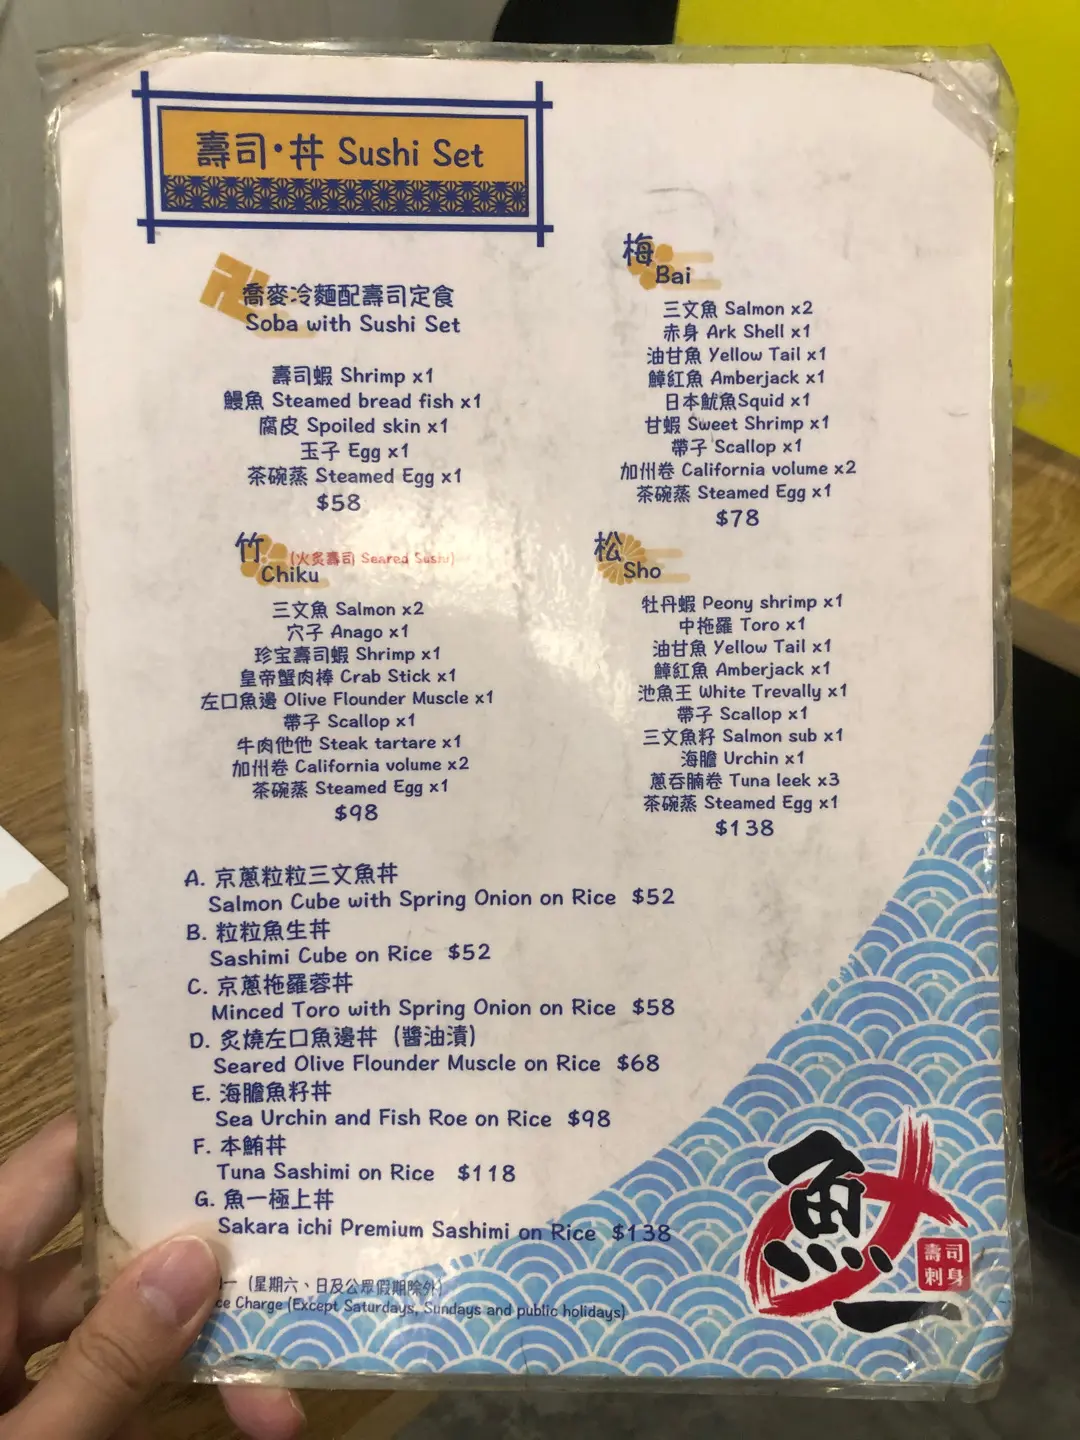 壽司・丼 Sushi Set
喬麥冷麵配壽司定食
Soba with Sushi Set
壽司蝦 Shrimp x1
鰻魚 Steamed bread fish x1
腐皮 Spoiled skin x1
玉子 Egg x1
茶碗蒸 Steamed Egg x1
$58
梅
Bai
三文魚 Salmon x2
赤身 Ark Shell x1
油甘魚 Yellow Tail x1
鱆紅魚 Amberjack x1
日本魷魚Squid x1
甘蝦 Sweet Shrimp x1
帶子 Scallop x1
加州卷 California volume x2
茶碗蒸 Steamed Egg x1
$78
竹 (火炙壽司 Seared Sushi)
Chiku
三文魚 Salmon x2
穴子 Anago x1
珍宝壽司蝦 Shrimp x1
皇帝蟹肉棒 Crab Stick x1
左口魚邊 Olive Flounder Muscle x1
帶子 Scallop x1
牛肉他他 Steak tartare x1
加州卷 California volume x2
茶碗蒸 Steamed Egg x1
$98
松
Sho
牡丹蝦 Peony shrimp x1
中拖羅 Toro x1
油甘魚 Yellow Tail x1
鱆紅魚 Amberjack x1
池魚王 White Trevally x1
帶子 Scallop x1
三文魚籽 Salmon sub x1
海膽 Urchin x1
蔥吞腩卷 Tuna leek x3
茶碗蒸 Steamed Egg x1
$138
A. 京蔥粒粒三文魚丼
Salmon Cube with Spring Onion on Rice $52
B. 粒粒魚生丼
Sashimi Cube on Rice $52
C. 京蔥拖羅蓉丼
Minced Toro with Spring Onion on Rice $58
D. 炙燒左口魚邊丼 (醬油漬)
Seared Olive Flounder Muscle on Rice $68
E. 海膽魚籽丼
Sea Urchin and Fish Roe on Rice $98
F. 本鮪丼
Tuna Sashimi on Rice $118
G. 魚一極上丼
Sakara ichi Premium Sashimi on Rice $138
一 (星期六、日及公眾假期除外)
Charge (Except Saturdays, Sundays and public holidays)
魚一
壽司
刺身